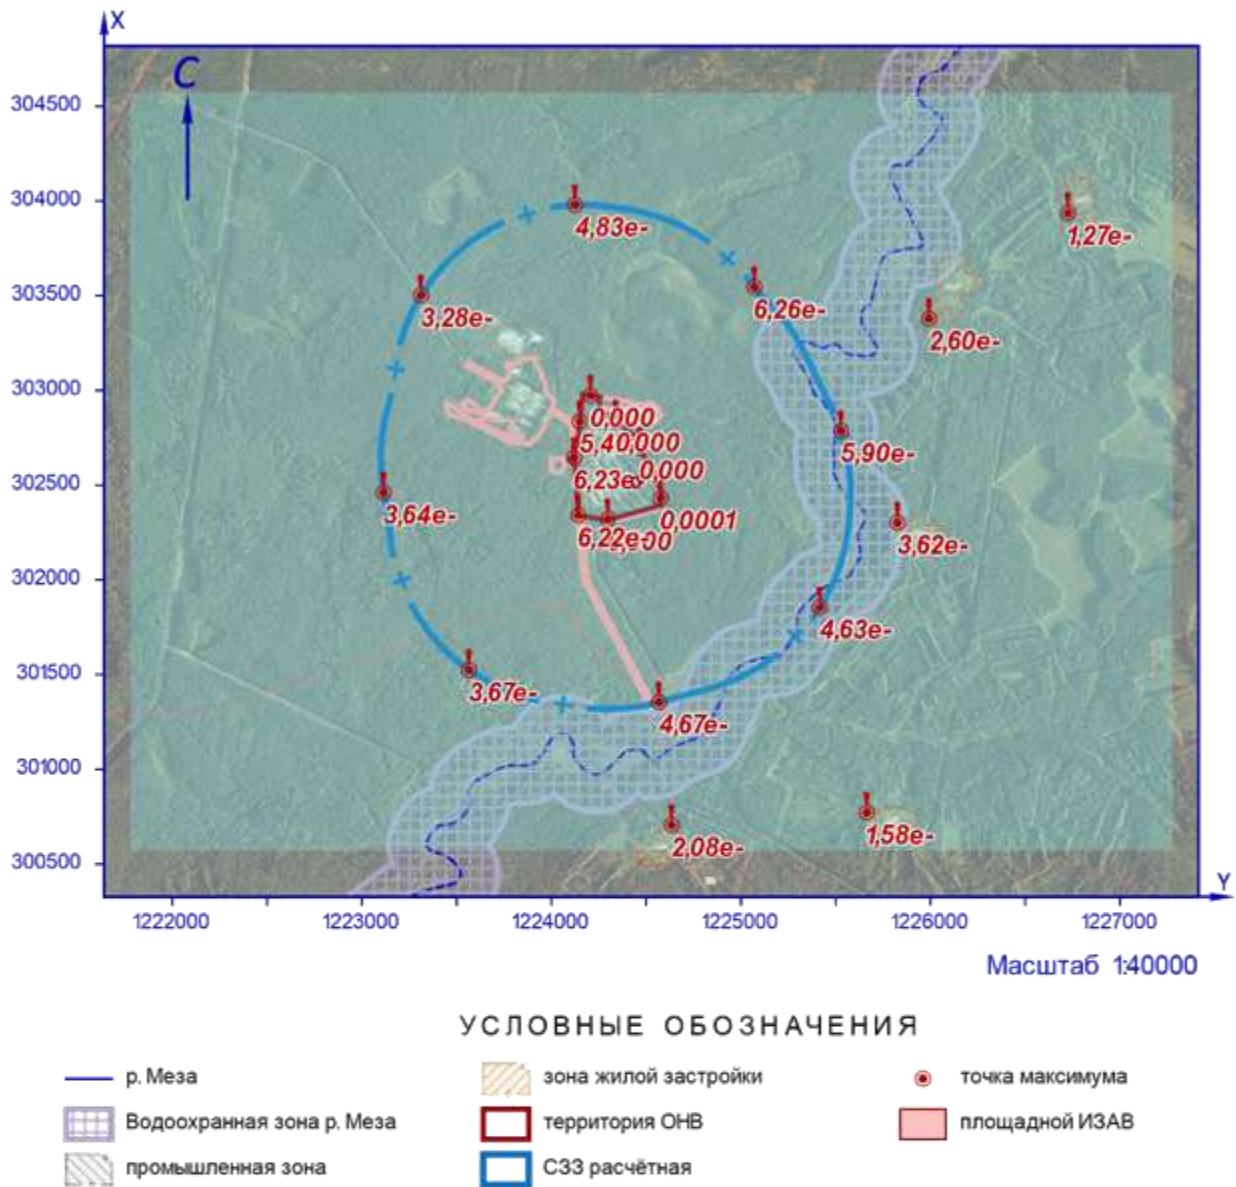 X
C
304500
304000
4,83e-
1,27e-
303500
6,26e-
3,28e-
2,60e-
303000
0,000
5,40,000
5,90e-
0,000
6,23e
302500
3,64e-
0,0001
6,22e-
3,62e-
302000
4,63e-
301500
3,67e-
4,67e-
301000
2,08e-
1,58e-
300500
Y
1222000 1223000 1224000 1225000 1226000 1227000
Масштаб 1:40000
УСЛОВНЫЕ ОБОЗНАЧЕНИЯ
р. Меза
зона жилой застройки
точка максимума
Водоохранная зона р. Меза
территория ОНВ
площадной ИЗАВ
промышленная зона
СЗЗ расчётная